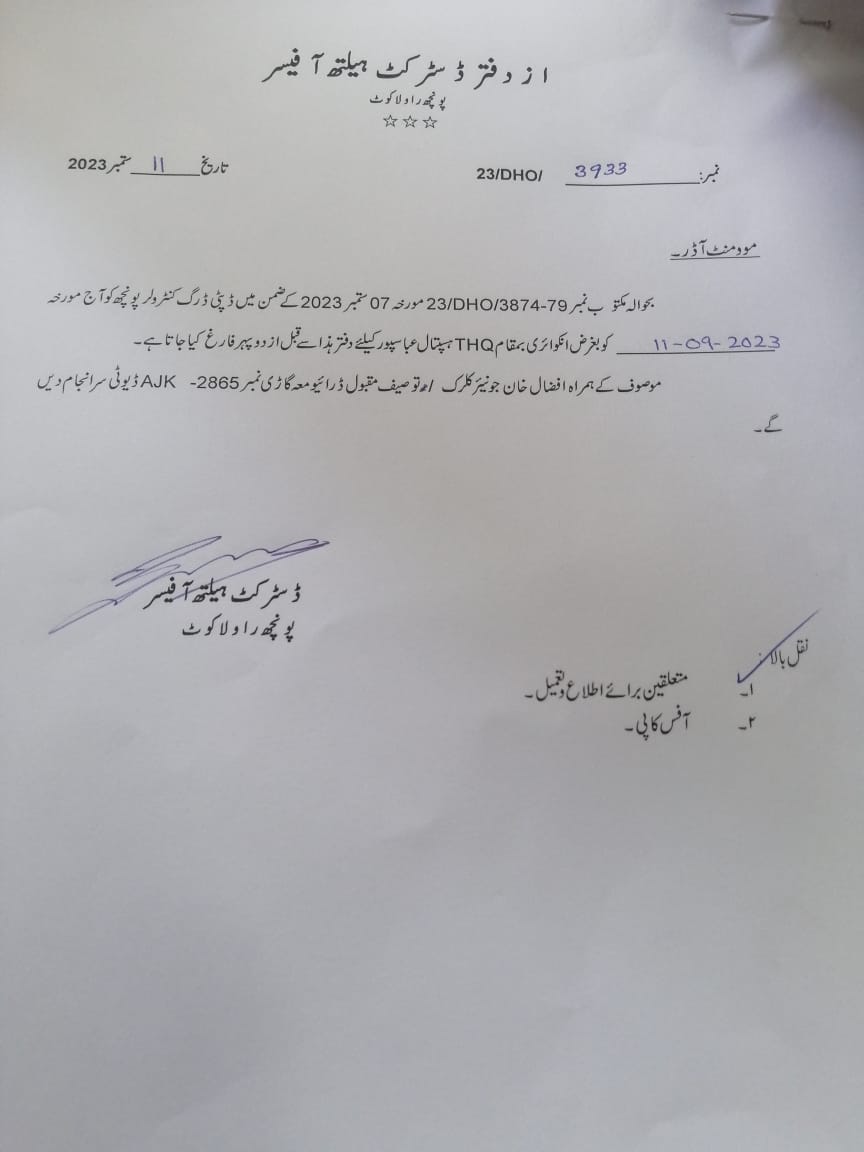 از دفتر ڈسٹرکٹ ہیلتھ آفیسر
پونچھ راولاکوٹ
☆☆☆
نمبر: 3933 /23/DHO تاریخ 11 ستمبر 2023
موومنٹ آڈر۔
بحوالہ مکتوب نمبر 23/DHO/3874-79 مورخہ 07 ستمبر 2023 کے ضمن میں ڈپٹی ڈرگ کنٹرولر پونچھ کو آج مورخہ
11-09-2023 کو بغرض انکوائری بمقام THQ ہسپتال عباسپور کیلئے دفتر ہذا سے قبل از دوپہر فارغ کیا جاتا ہے۔
موصوف کے ہمراہ افضال خان جونیئر کلرک / توصیف مقبول ڈرائیو معہ گاڑی نمبر AJK -2865 ڈیوٹی سرانجام دیں
گے۔
ڈسٹرکٹ ہیلتھ آفیسر
پونچھ راولاکوٹ
نقل بالا:
۱۔ متعلقین برائے اطلاع و تعمیل۔
۲۔ آفس کاپی۔